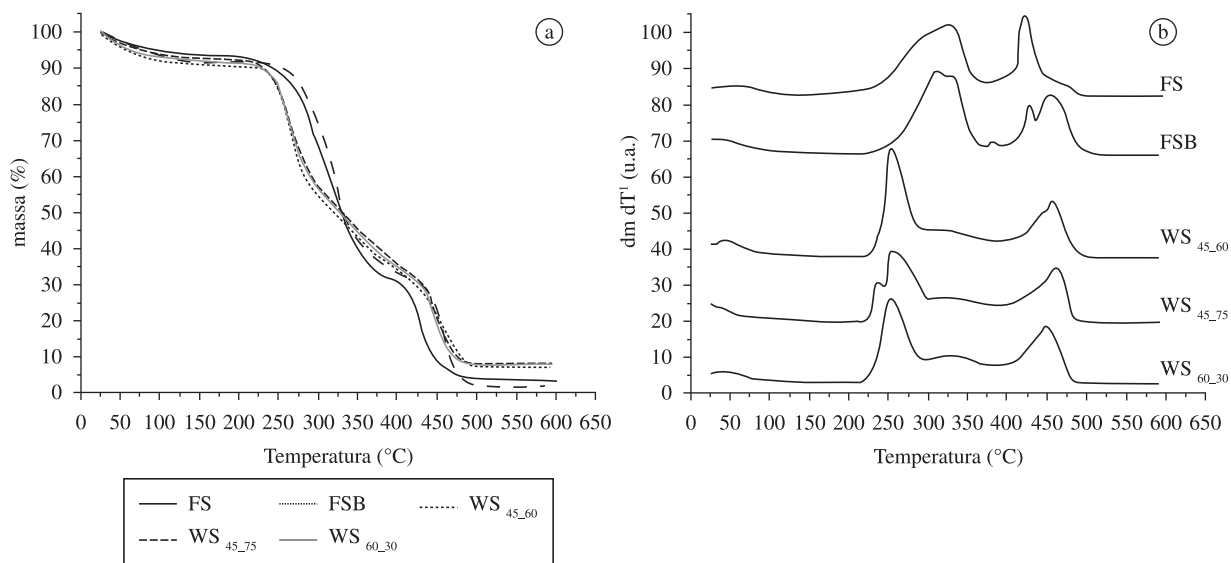 a
massa (%)
100
90
80
70
60
50
40
30
20
10
0
0 50 100 150 200 250 300 350 400 450 500 550 600 650
Temperatura (°C)
FS FSB WS 45_60
WS 45_75 WS 60_30
b
dm dT¹ (u.a.)
100
90
80
70
60
50
40
30
20
10
0
FS
FSB
WS 45_60
WS 45_75
WS 60_30
0 50 100 150 200 250 300 350 400 450 500 550 600 650
Temperatura (°C)